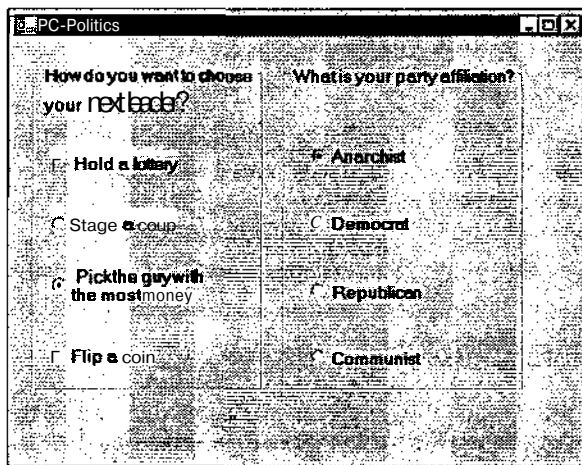 PC-Politics
How do you want to choose
your next leader?
Hold a lottery
Stage a coup
Pick the guy with
the most money
Flip a coin
What is your party affiliation?
Anarchist
Democrat
Republican
Communist